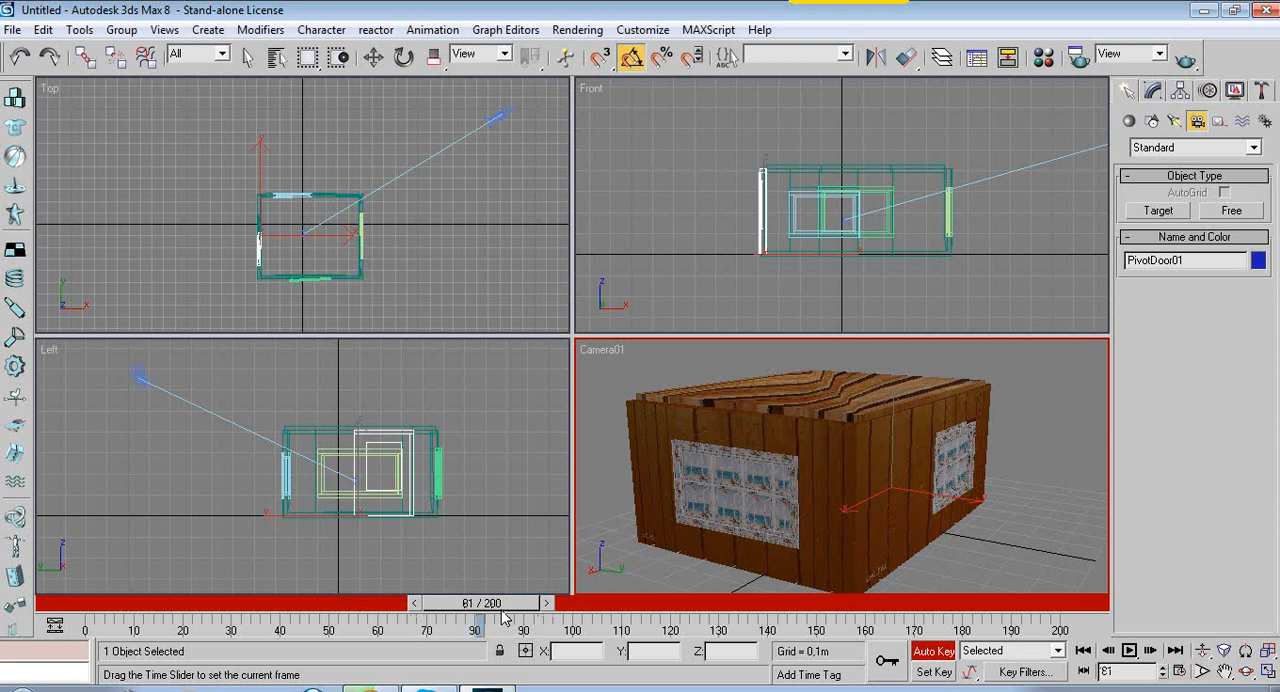 Untitled - Autodesk 3ds Max 8 - Stand-alone License
File Edit Tools Group Views Create Modifiers Character reactor Animation Graph Editors Rendering Customize MAXScript Help
All View View
Top
Front
y x
y
z x
x
z
y x
Left
Camera01
x
z
y x
x x
z
x y
Standard
- Object Type
AutoGrid
Target Free
- Name and Color
PivotDoor01
< 81 / 200 >
0 10 20 30 40 50 60 70 80 90 100 110 120 130 140 150 160 170 180 190 200
1 Object Selected X: Y: Z: Grid = 0,1m Auto Key Selected
Drag the Time Slider to set the current frame Add Time Tag Set Key Key Filters... 81